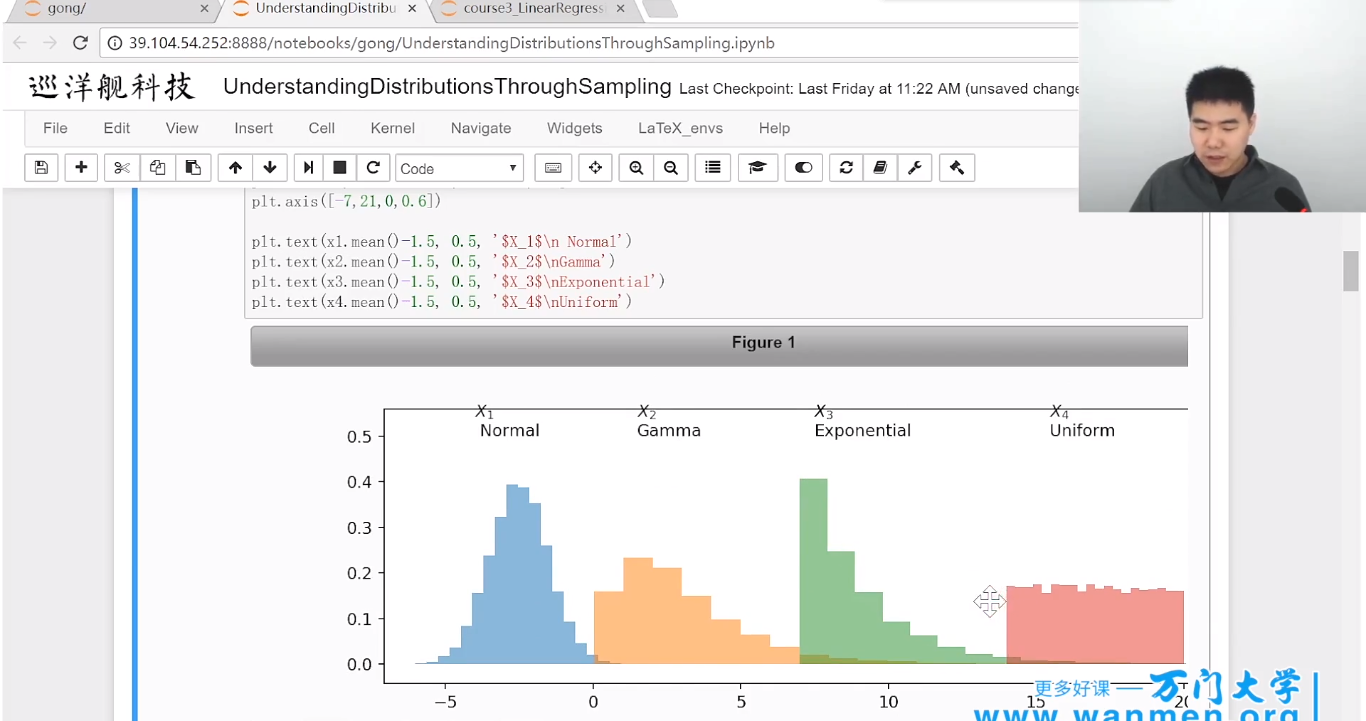 gong/ × UnderstandingDistribu × course3_LinearRegress ×
39.104.54.252:8888/notebooks/gong/UnderstandingDistributionsThroughSampling.ipynb
巡洋舰科技 UnderstandingDistributionsThroughSampling Last Checkpoint: Last Friday at 11:22 AM (unsaved change
File Edit View Insert Cell Kernel Navigate Widgets LaTeX_envs Help
Code
plt.axis([-7,21,0,0.6])
plt.text(x1.mean()-1.5, 0.5, '$X_1$\n Normal')
plt.text(x2.mean()-1.5, 0.5, '$X_2$\nGamma')
plt.text(x3.mean()-1.5, 0.5, '$X_3$\nExponential')
plt.text(x4.mean()-1.5, 0.5, '$X_4$\nUniform')
Figure 1
X₁ X₂ X₃ X₄
Normal Gamma Exponential Uniform
0.5
0.4
0.3
0.2
0.1
0.0
−5 0 5 10 15 20
更多好课 — 万门大学
www.wanmen.org